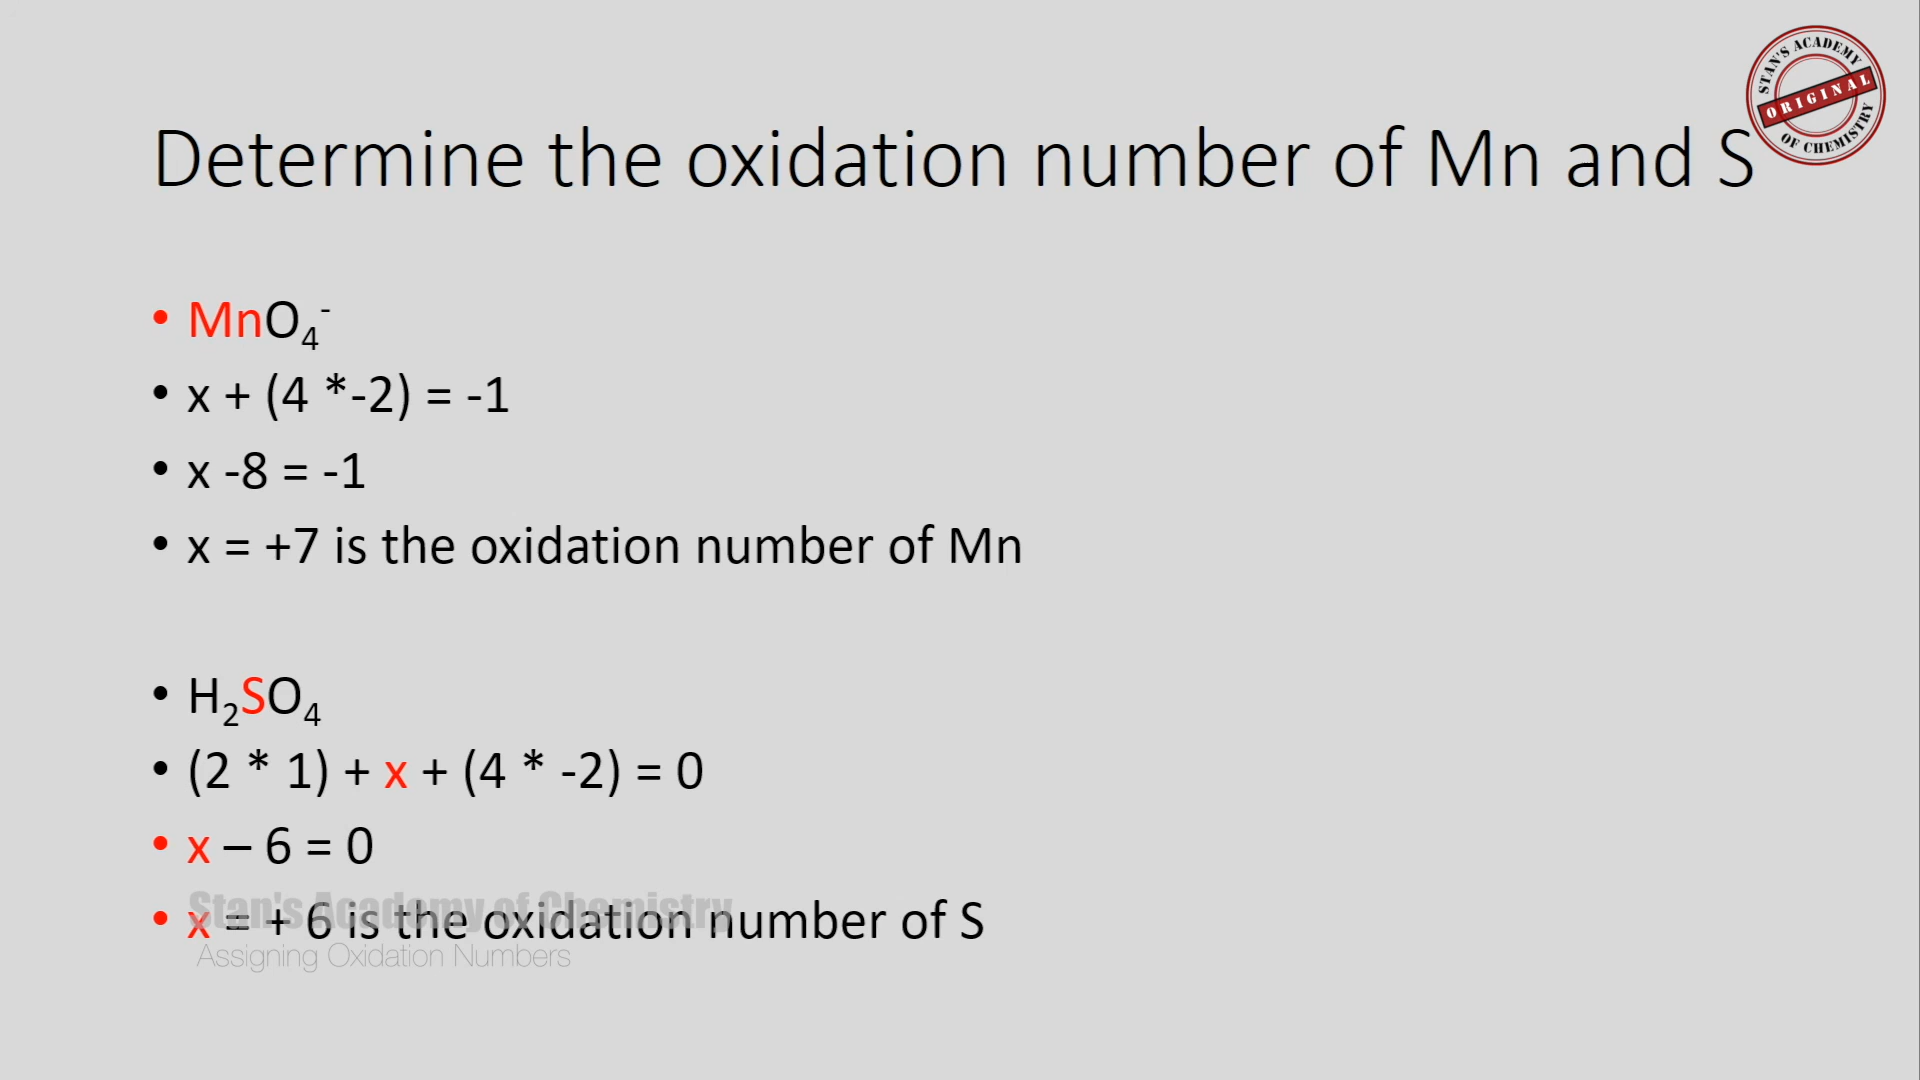 STAN'S ACADEMY
ORIGINAL
OF CHEMISTRY
Determine the oxidation number of Mn and S
• MnO₄⁻
• x + (4 *-2) = -1
• x -8 = -1
• x = +7 is the oxidation number of Mn
• H₂SO₄
• (2 * 1) + x + (4 * -2) = 0
• x – 6 = 0
• x = + 6 is the oxidation number of S
Stan's Academy of Chemistry
Assigning Oxidation Numbers